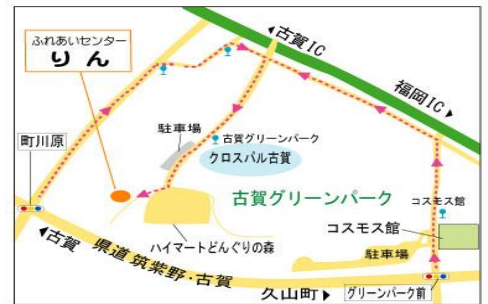 ふれあいセンター
りん
◀古賀IC
福岡IC▶
町川原
駐車場
古賀グリーンパーク
クロスパル古賀
古賀グリーンパーク
コスモス館
コスモス館
駐車場
ハイマートどんぐりの森
◀古賀 県道 筑紫野・古賀
久山町▶
グリーンパーク前